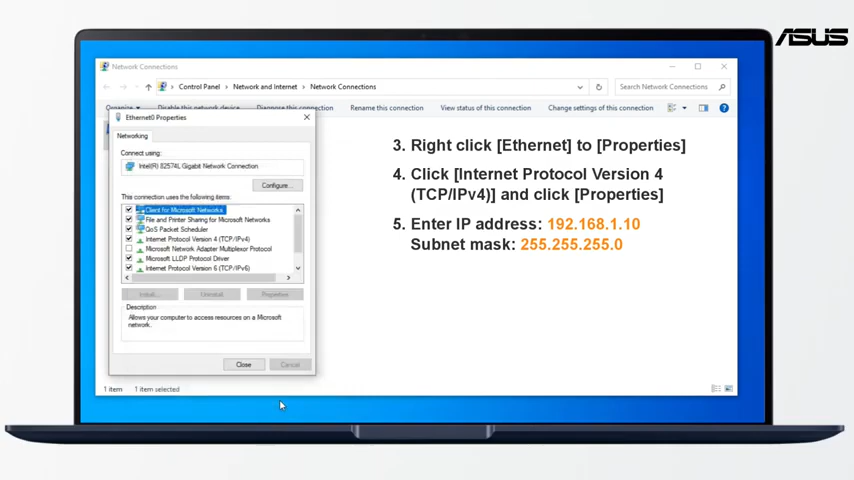 ASUS
Network Connections
Control Panel > Network and Internet > Network Connections
Search Network Connections
Organize
Disable this network device
Diagnose this connection
Rename this connection
View status of this connection
Change settings of this connection
Ethernet0 Properties
Networking
Connect using:
Intel(R) 82574L Gigabit Network Connection
Configure...
This connection uses the following items:
Client for Microsoft Networks
File and Printer Sharing for Microsoft Networks
QoS Packet Scheduler
Internet Protocol Version 4 (TCP/IPv4)
Microsoft Network Adapter Multiplexor Protocol
Microsoft LLDP Protocol Driver
Internet Protocol Version 6 (TCP/IPv6)
Install...
Uninstall
Properties
Description
Allows your computer to access resources on a Microsoft
network.
Close
Cancel
1 item
1 item selected
3. Right click [Ethernet] to [Properties]
4. Click [Internet Protocol Version 4
(TCP/IPv4)] and click [Properties]
5. Enter IP address: 192.168.1.10
Subnet mask: 255.255.255.0